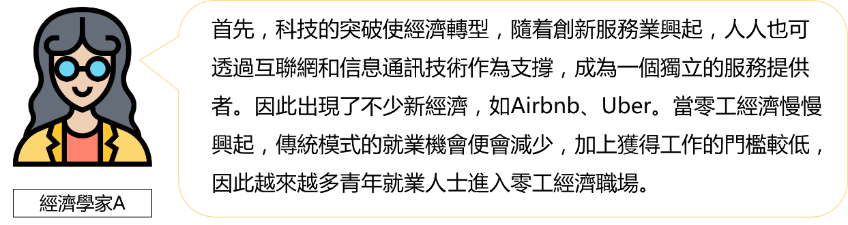 首先，科技的突破使經濟轉型，隨着創新服務業興起，人人也可
透過互聯網和信息通訊技術作為支撐，成為一個獨立的服務提供
者。因此出現了不少新經濟，如Airbnb、Uber。當零工經濟慢慢
興起，傳統模式的就業機會便會減少，加上獲得工作的門檻較低，
因此越來越多青年就業人士進入零工經濟職場。
經濟學家A